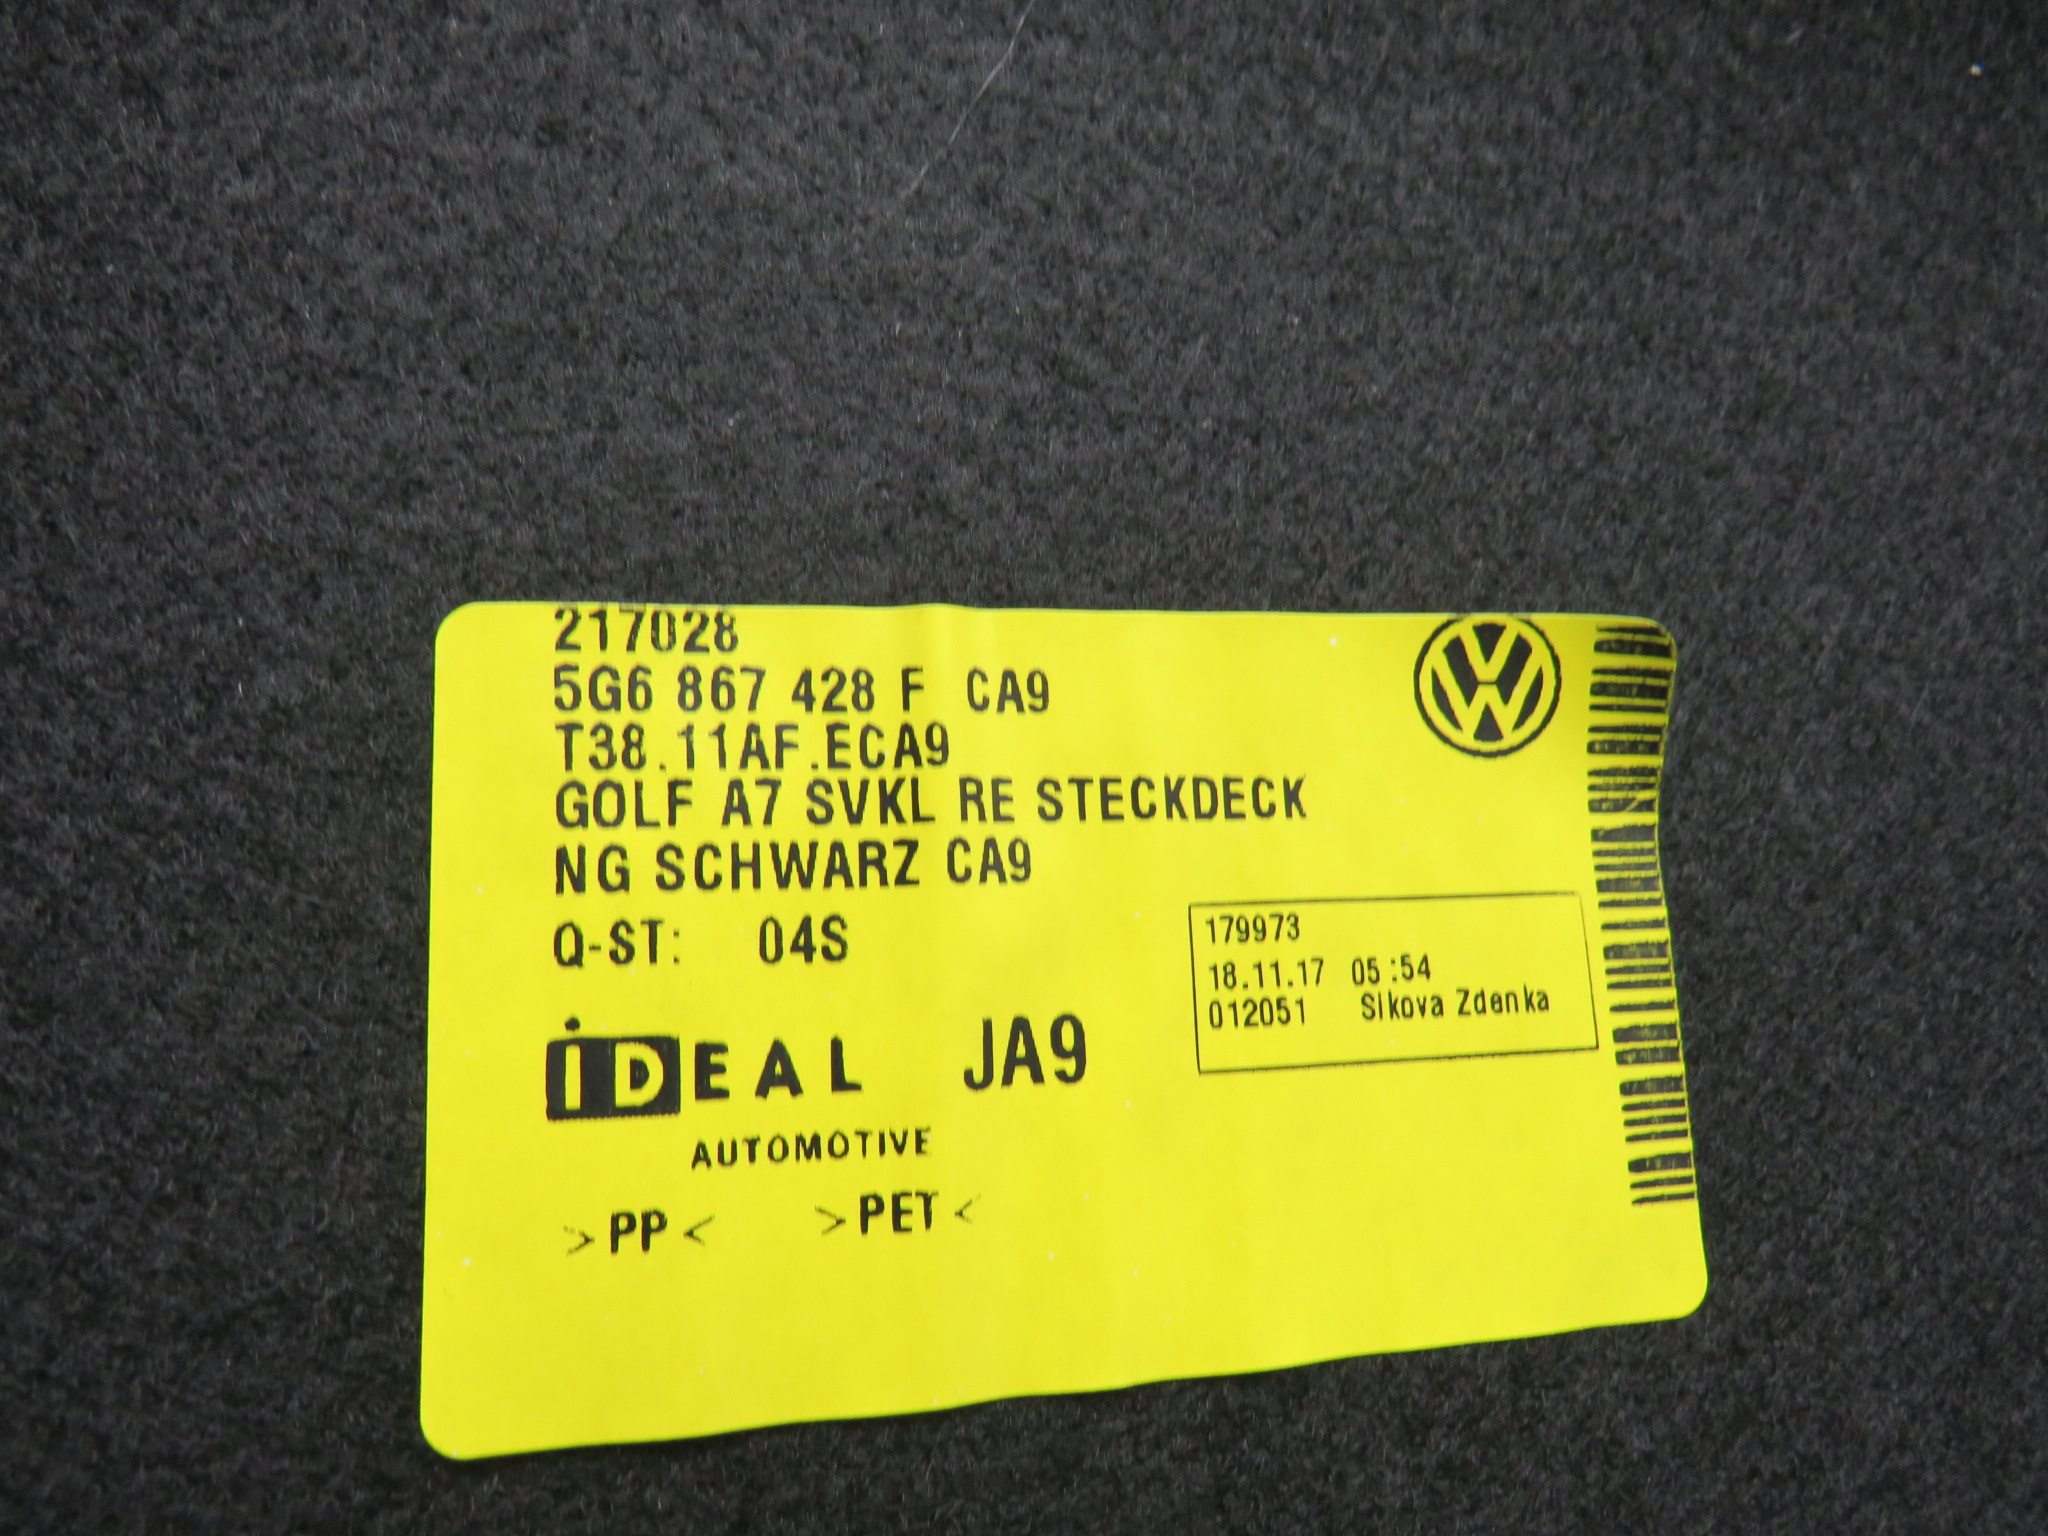 217028
5G6 867 428 F CA9
T38.11AF.ECA9
GOLF A7 SVKL RE STECKDECK
NG SCHWARZ CA9
Q-ST: 04S
179973
18.11.17 05:54
012051 Slkova Zdenka
iDEAL JA9
AUTOMOTIVE
>PP< >PET<